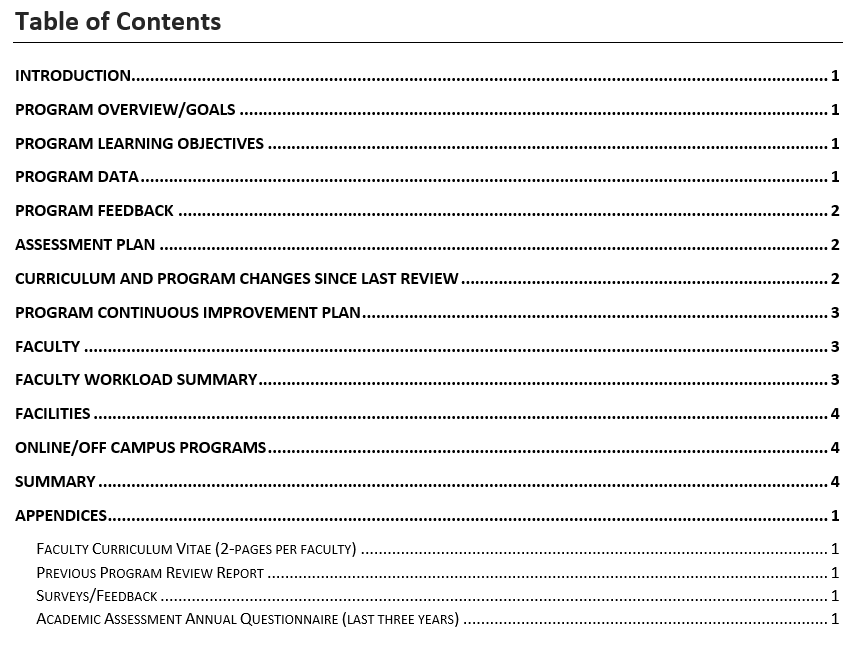 Table of Contents
INTRODUCTION........................................................................ 1
PROGRAM OVERVIEW/GOALS ........................................................................ 1
PROGRAM LEARNING OBJECTIVES ........................................................................ 1
PROGRAM DATA........................................................................ 1
PROGRAM FEEDBACK ........................................................................ 2
ASSESSMENT PLAN ........................................................................ 2
CURRICULUM AND PROGRAM CHANGES SINCE LAST REVIEW........................................................................ 2
PROGRAM CONTINUOUS IMPROVEMENT PLAN........................................................................ 3
FACULTY ........................................................................ 3
FACULTY WORKLOAD SUMMARY........................................................................ 3
FACILITIES ........................................................................ 4
ONLINE/OFF CAMPUS PROGRAMS........................................................................ 4
SUMMARY ........................................................................ 4
APPENDICES........................................................................ 1
FACULTY CURRICULUM VITAE (2-PAGES PER FACULTY) ........................................................................ 1
PREVIOUS PROGRAM REVIEW REPORT ........................................................................ 1
SURVEYS/FEEDBACK ........................................................................ 1
ACADEMIC ASSESSMENT ANNUAL QUESTIONNAIRE (LAST THREE YEARS) ........................................................................ 1